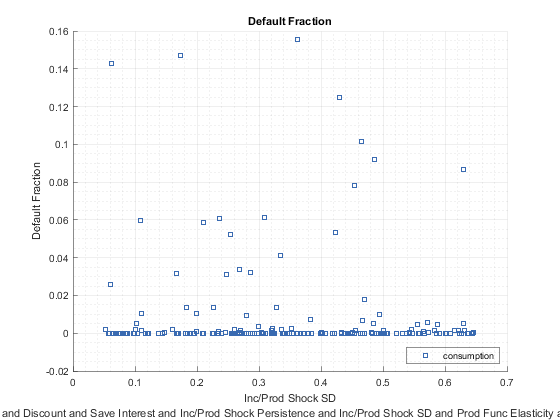 Default Fraction
0.16
0.14
0.12
0.1
0.08
0.06
0.04
0.02
0
-0.02
Default Fraction
consumption
0 0.1 0.2 0.3 0.4 0.5 0.6 0.7
Inc/Prod Shock SD
and Discount and Save Interest and Inc/Prod Shock Persistence and Inc/Prod Shock SD and Prod Func Elasticity